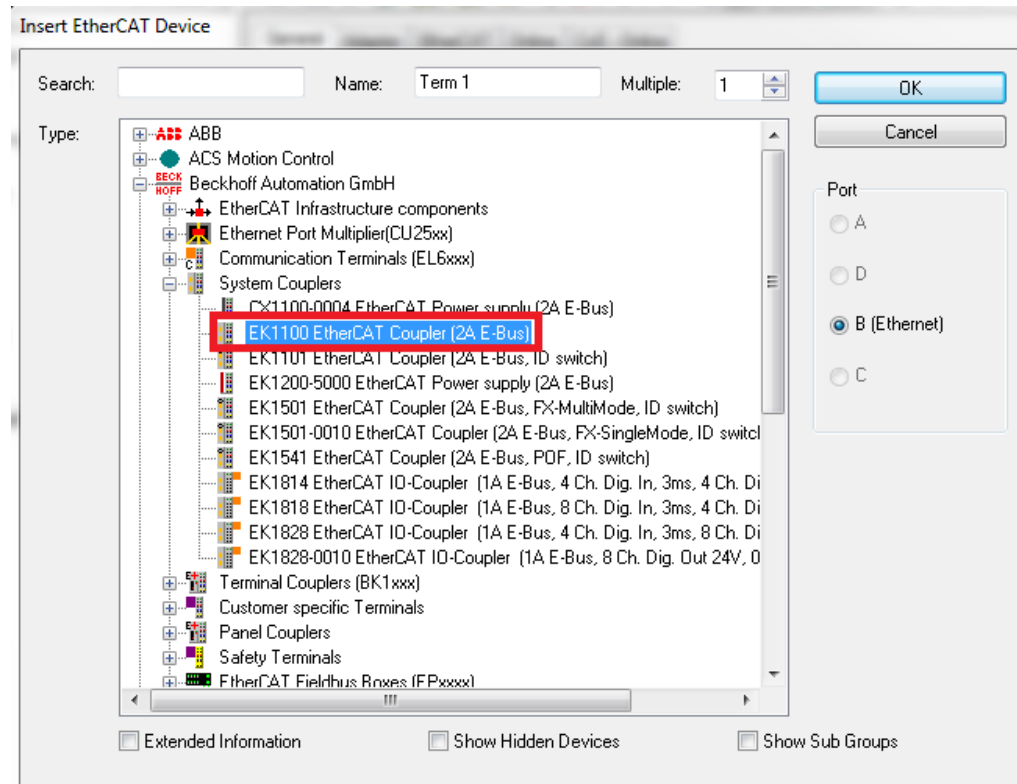 Insert EtherCAT Device
General
Search:
Name: Term 1
Multiple: 1
OK
Cancel
Type:
ABB ABB
ACS Motion Control
BECK HOFF Beckhoff Automation GmbH
EtherCAT Infrastructure components
Ethernet Port Multiplier(CU25xx)
Communication Terminals (EL6xxx)
System Couplers
CX1100-0004 EtherCAT Power supply (2A E-Bus)
EK1100 EtherCAT Coupler (2A E-Bus)
EK1101 EtherCAT Coupler (2A E-Bus, ID switch)
EK1200-5000 EtherCAT Power supply (2A E-Bus)
EK1501 EtherCAT Coupler (2A E-Bus, FX-MultiMode, ID switch)
EK1501-0010 EtherCAT Coupler (2A E-Bus, FX-SingleMode, ID switcl
EK1541 EtherCAT Coupler (2A E-Bus, POF, ID switch)
EK1814 EtherCAT IO-Coupler (1A E-Bus, 4 Ch. Dig. In, 3ms, 4 Ch. Di
EK1818 EtherCAT IO-Coupler (1A E-Bus, 8 Ch. Dig. In, 3ms, 4 Ch. Di
EK1828 EtherCAT IO-Coupler (1A E-Bus, 4 Ch. Dig. In, 3ms, 8 Ch. Di
EK1828-0010 EtherCAT IO-Coupler (1A E-Bus, 8 Ch. Dig. Out 24V, 0
Terminal Couplers (BK1xxx)
Customer specific Terminals
Panel Couplers
Safety Terminals
EtherCAT Fieldbus Boxes (EPxxxx)
Port
A
D
B (Ethernet)
C
Extended Information
Show Hidden Devices
Show Sub Groups